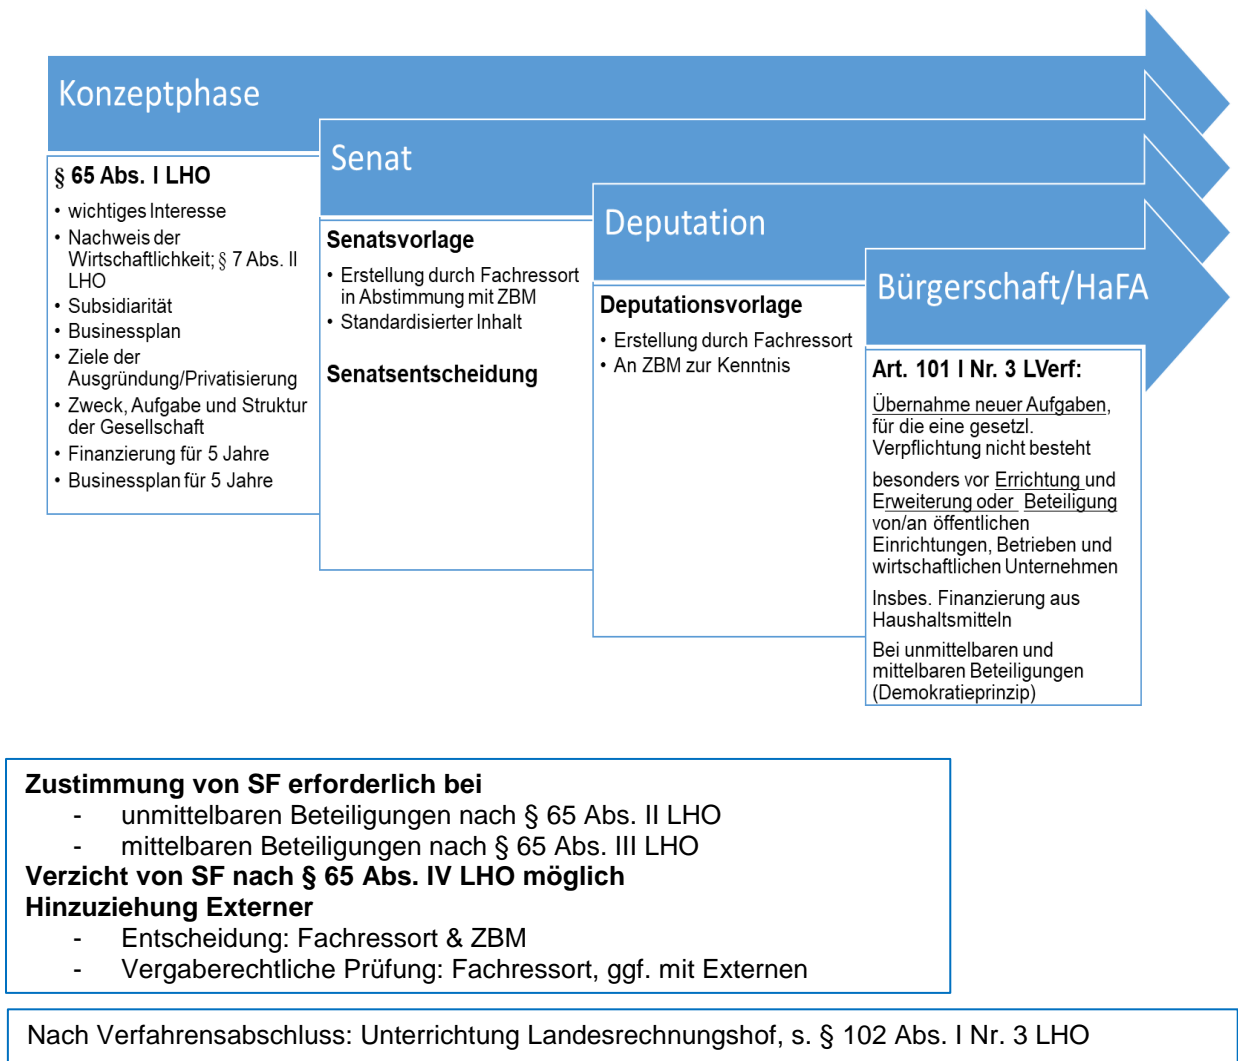 Konzeptphase
§ 65 Abs. I LHO
• wichtiges Interesse
• Nachweis der
Wirtschaftlichkeit; § 7 Abs. II
LHO
• Subsidiarität
• Businessplan
• Ziele der
Ausgründung/Privatisierung
• Zweck, Aufgabe und Struktur
der Gesellschaft
• Finanzierung für 5 Jahre
• Businessplan für 5 Jahre
Senat
Senatsvorlage
• Erstellung durch Fachressort
in Abstimmung mit ZBM
• Standardisierter Inhalt
Senatsentscheidung
Deputation
Deputationsvorlage
• Erstellung durch Fachressort
• An ZBM zur Kenntnis
Bürgerschaft/HaFA
Art. 101 I Nr. 3 LVerf:
Übernahme neuer Aufgaben,
für die eine gesetzl.
Verpflichtung nicht besteht
besonders vor Errichtung und
Erweiterung oder Beteiligung
von/an öffentlichen
Einrichtungen, Betrieben und
wirtschaftlichen Unternehmen
Insbes. Finanzierung aus
Haushaltsmitteln
Bei unmittelbaren und
mittelbaren Beteiligungen
(Demokratieprinzip)
Zustimmung von SF erforderlich bei
- unmittelbaren Beteiligungen nach § 65 Abs. II LHO
- mittelbaren Beteiligungen nach § 65 Abs. III LHO
Verzicht von SF nach § 65 Abs. IV LHO möglich
Hinzuziehung Externer
- Entscheidung: Fachressort & ZBM
- Vergaberechtliche Prüfung: Fachressort, ggf. mit Externen
Nach Verfahrensabschluss: Unterrichtung Landesrechnungshof, s. § 102 Abs. I Nr. 3 LHO